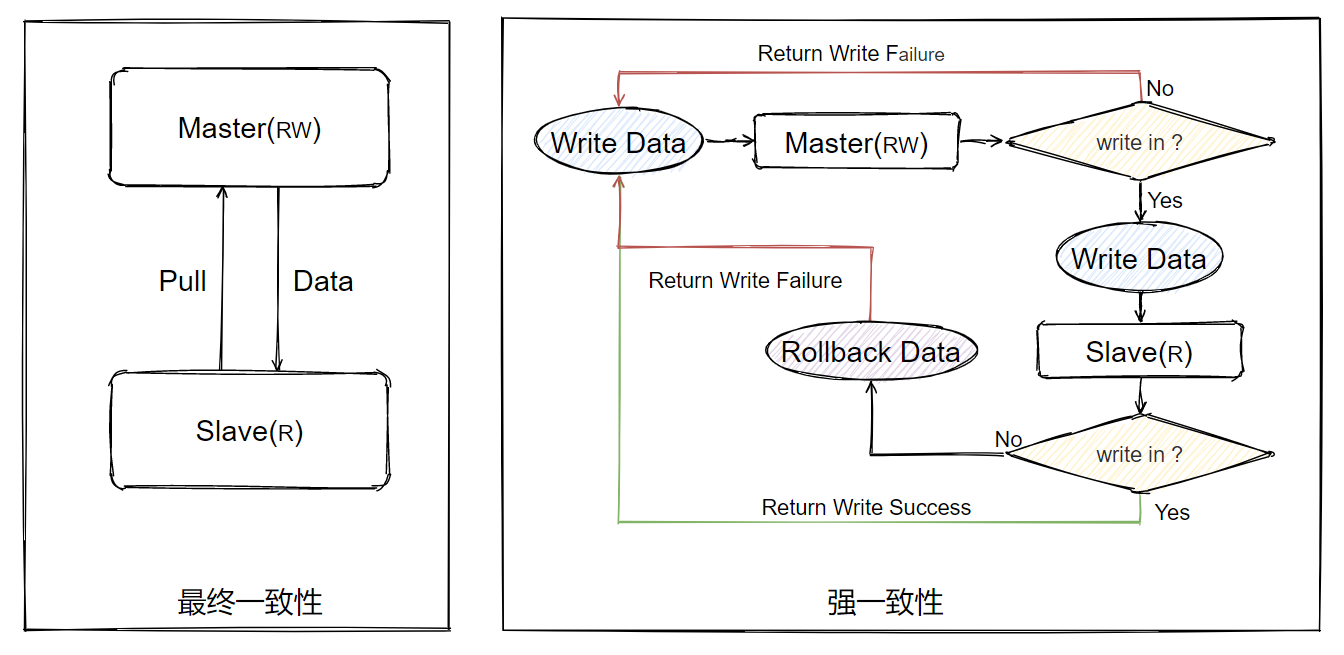 Master(RW)
Pull
Data
Slave(R)
最终一致性
Return Write Failure
No
Write Data
Master(RW)
write in ?
Yes
Write Data
Return Write Failure
Rollback Data
Slave(R)
No
write in ?
Return Write Success
Yes
强一致性